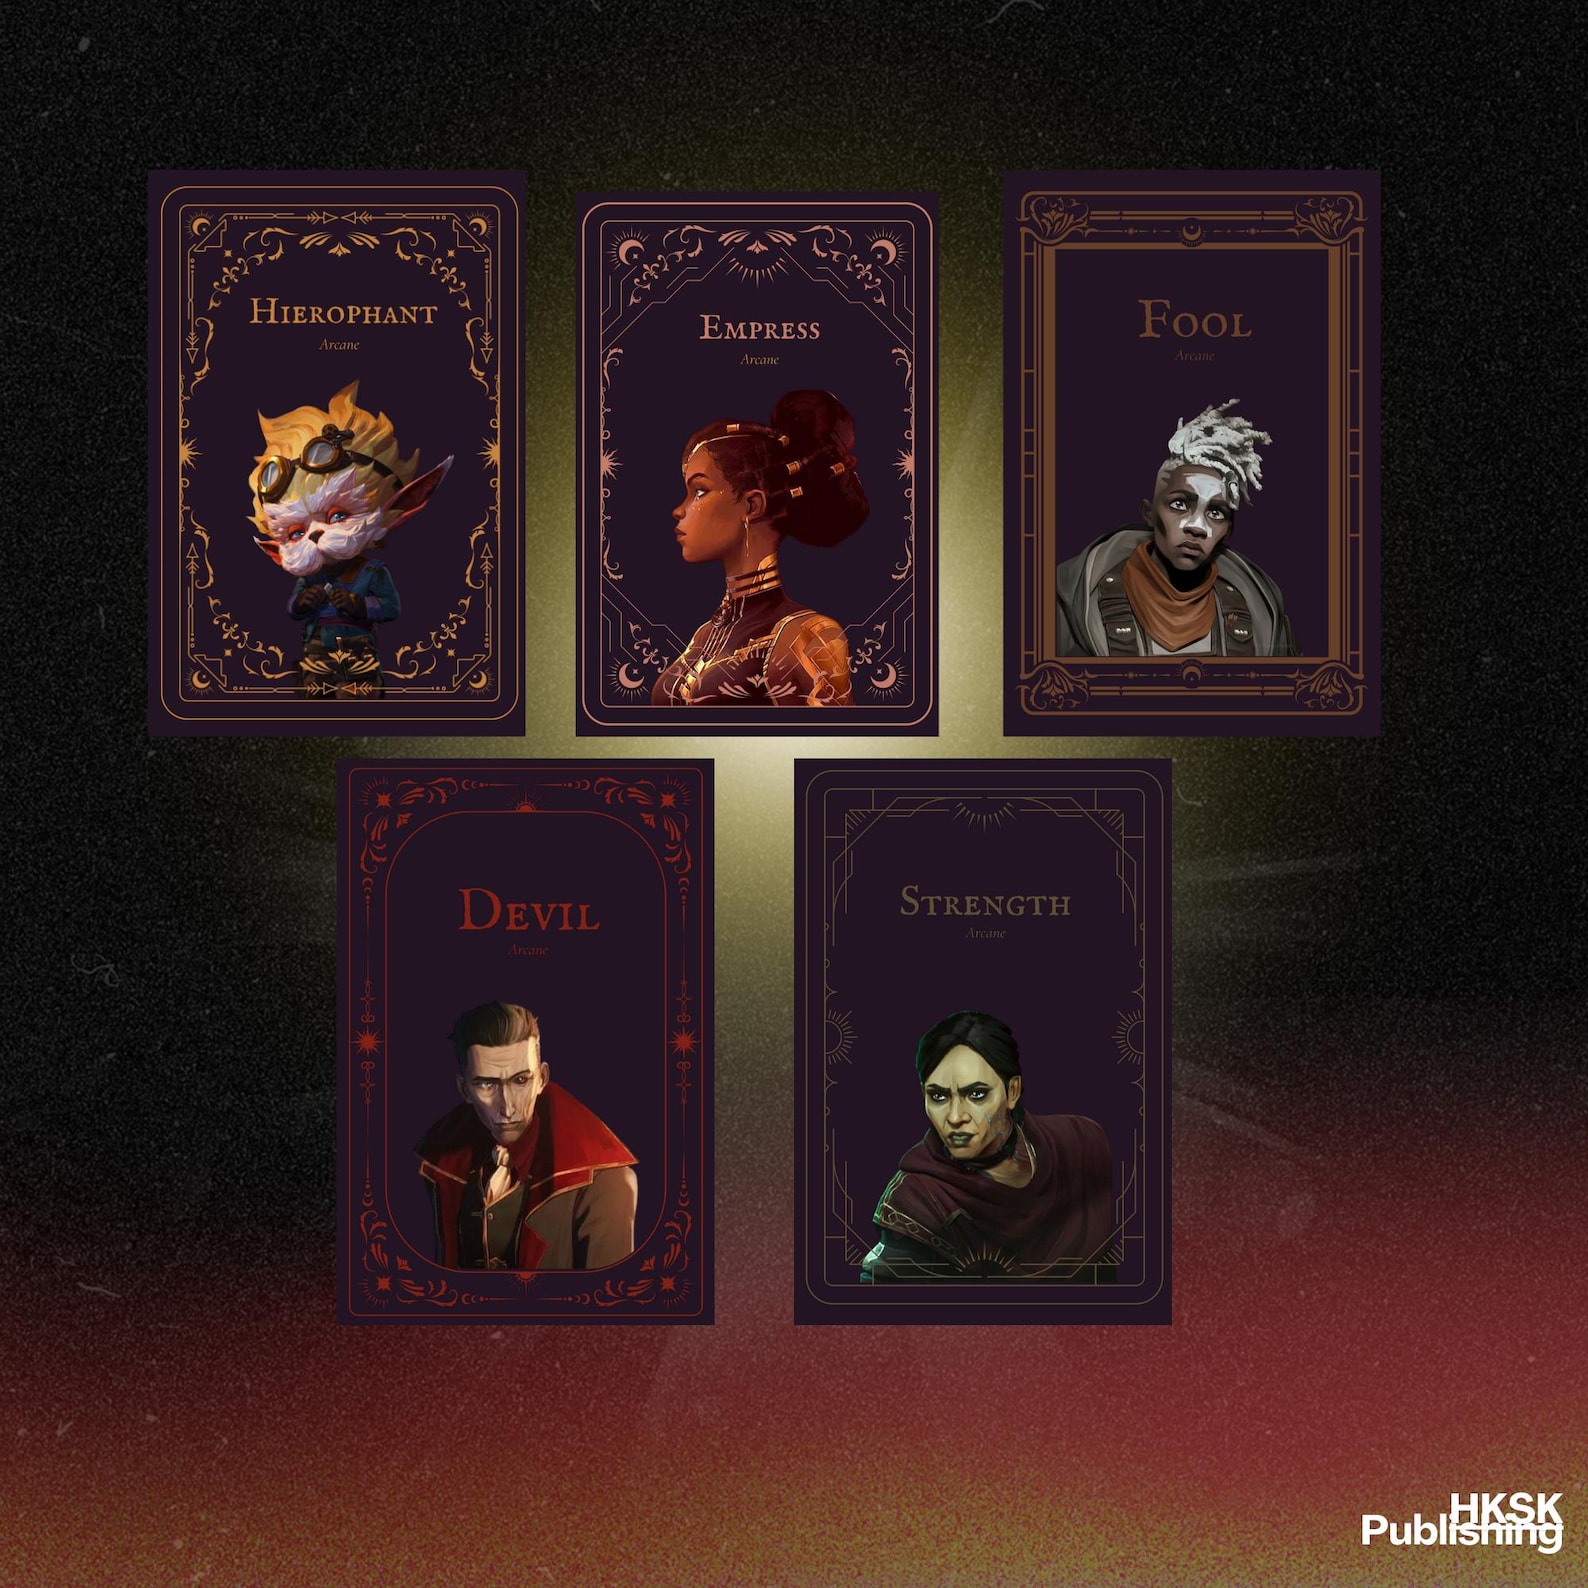 Hierophant
Arcane
Empress
Arcane
Fool
Arcane
Devil
Arcane
Strength
Arcane
HKSK
Publishing